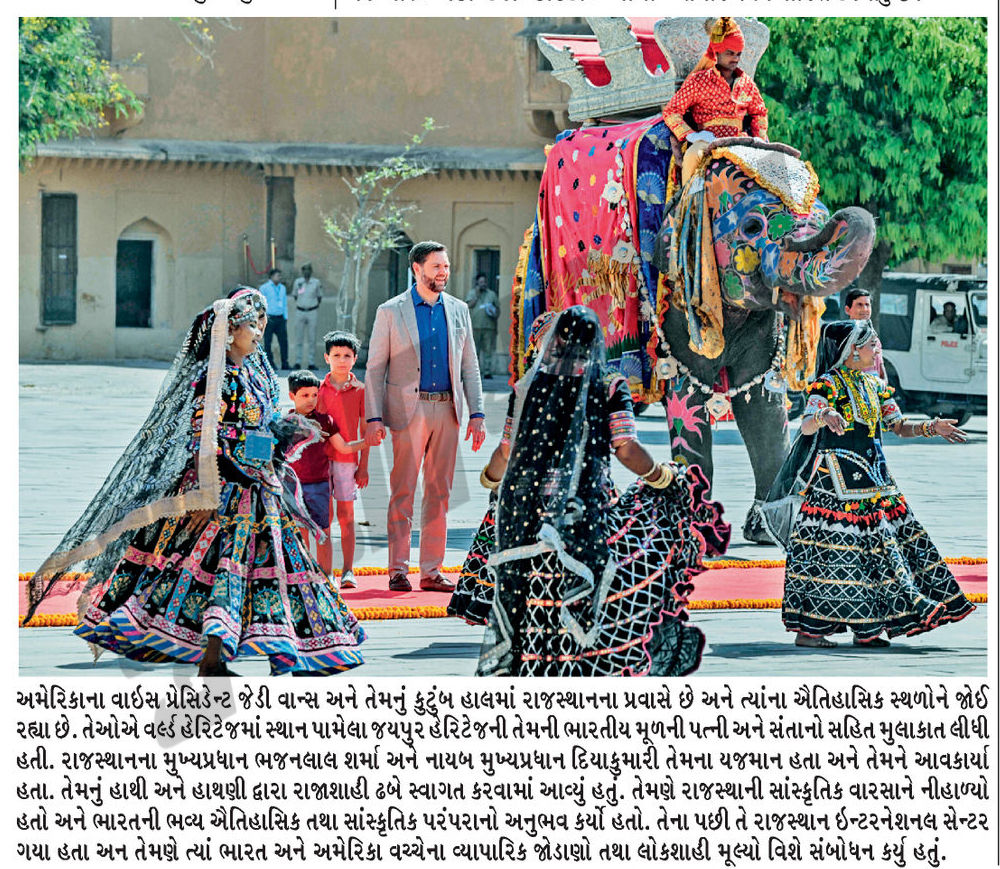 POLICE
અમેરિકાના વાઇસ પ્રેસિડેન્ટ જેડી વાન્સ અને તેમનું કુટુંબ હાલમાં રાજસ્થાનના પ્રવાસે છે અને ત્યાંના ઐતિહાસિક સ્થળોને જોઈ
રહ્યા છે. તેઓએ વર્લ્ડ હેરિટેજમાં સ્થાન પામેલા જયપુર હેરિટેજની તેમની ભારતીય મૂળની પત્ની અને સંતાનો સહિત મુલાકાત લીધી
હતી. રાજસ્થાનના મુખ્યપ્રધાન ભજનલાલ શર્મા અને નાયબ મુખ્યપ્રધાન દિયાકુમારી તેમના યજમાન હતા અને તેમને આવકાર્યા
હતા. તેમનું હાથી અને હાથણી દ્વારા રાજાશાહી ઢબે સ્વાગત કરવામાં આવ્યું હતું. તેમણે રાજસ્થાની સાંસ્કૃતિક વારસાને નીહાળ્યો
હતો અને ભારતની ભવ્ય ઐતિહાસિક તથા સાંસ્કૃતિક પરંપરાનો અનુભવ કર્યો હતો. તેના પછી તે રાજસ્થાન ઇન્ટરનેશનલ સેન્ટર
ગયા હતા અન તેમણે ત્યાં ભારત અને અમેરિકા વચ્ચેના વ્યાપારિક જોડાણો તથા લોકશાહી મૂલ્યો વિશે સંબોધન કર્યુ હતું.